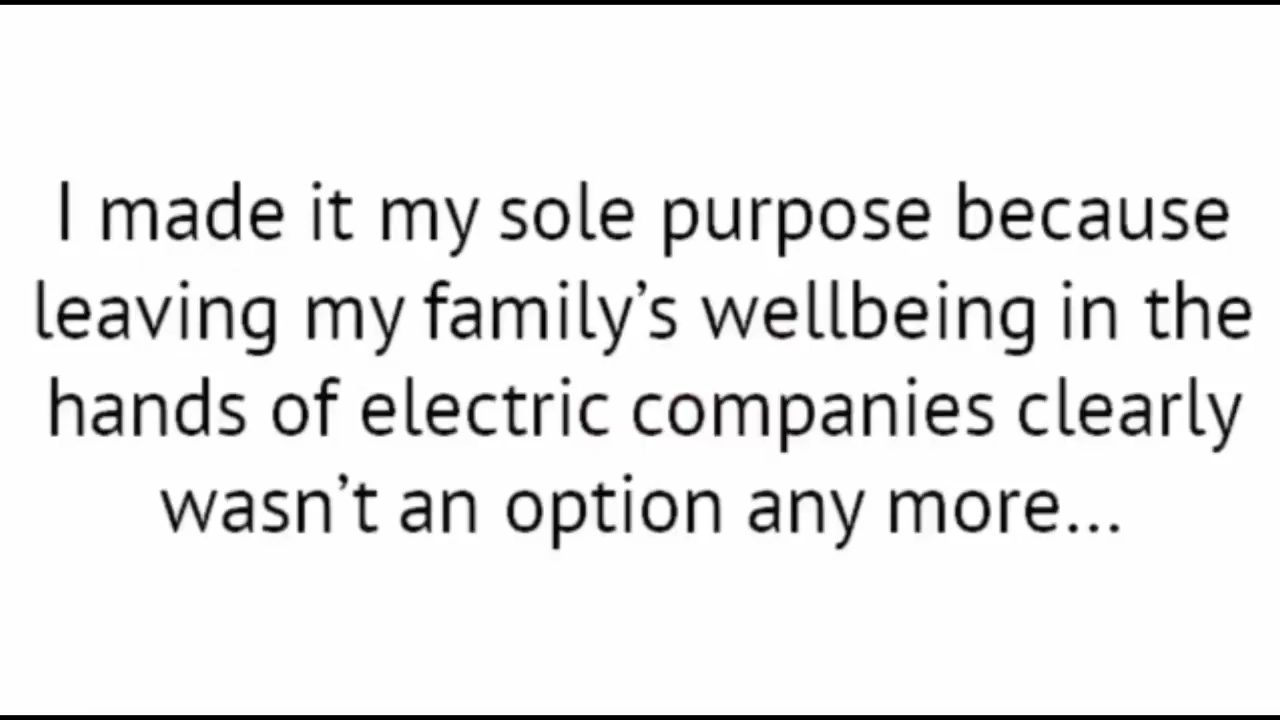 I made it my sole purpose because
leaving my family’s wellbeing in the
hands of electric companies clearly
wasn’t an option any more...